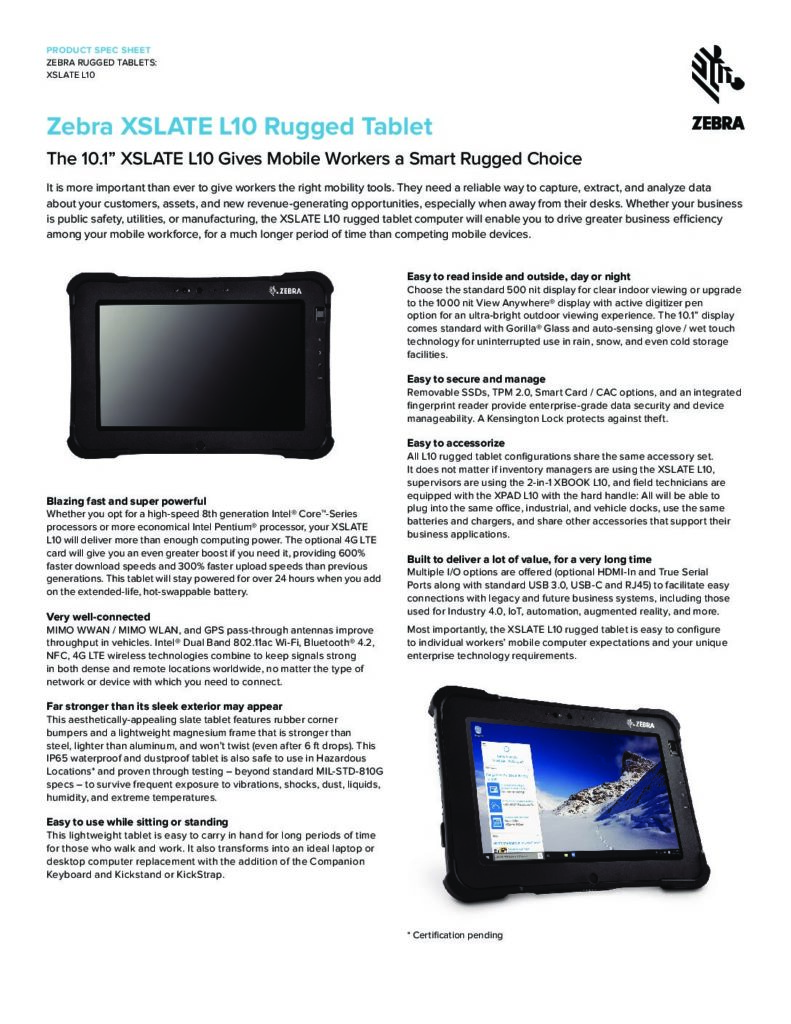 PRODUCT SPEC SHEET
ZEBRA RUGGED TABLETS:
XSLATE L10
ZEBRA
Zebra XSLATE L10 Rugged Tablet
The 10.1” XSLATE L10 Gives Mobile Workers a Smart Rugged Choice
It is more important than ever to give workers the right mobility tools. They need a reliable way to capture, extract, and analyze data
about your customers, assets, and new revenue-generating opportunities, especially when away from their desks. Whether your business
is public safety, utilities, or manufacturing, the XSLATE L10 rugged tablet computer will enable you to drive greater business efficiency
among your mobile workforce, for a much longer period of time than competing mobile devices.
ZEBRA
Blazing fast and super powerful
Whether you opt for a high-speed 8th generation Intel® Core™-Series
processors or more economical Intel Pentium® processor, your XSLATE
L10 will deliver more than enough computing power. The optional 4G LTE
card will give you an even greater boost if you need it, providing 600%
faster download speeds and 300% faster upload speeds than previous
generations. This tablet will stay powered for over 24 hours when you add
on the extended-life, hot-swappable battery.
Very well-connected
MIMO WWAN / MIMO WLAN, and GPS pass-through antennas improve
throughput in vehicles. Intel® Dual Band 802.11ac Wi-Fi, Bluetooth® 4.2,
NFC, 4G LTE wireless technologies combine to keep signals strong
in both dense and remote locations worldwide, no matter the type of
network or device with which you need to connect.
Far stronger than its sleek exterior may appear
This aesthetically-appealing slate tablet features rubber corner
bumpers and a lightweight magnesium frame that is stronger than
steel, lighter than aluminum, and won’t twist (even after 6 ft drops). This
IP65 waterproof and dustproof tablet is also safe to use in Hazardous
Locations* and proven through testing – beyond standard MIL-STD-810G
specs – to survive frequent exposure to vibrations, shocks, dust, liquids,
humidity, and extreme temperatures.
Easy to use while sitting or standing
This lightweight tablet is easy to carry in hand for long periods of time
for those who walk and work. It also transforms into an ideal laptop or
desktop computer replacement with the addition of the Companion
Keyboard and Kickstand or KickStrap.
Easy to read inside and outside, day or night
Choose the standard 500 nit display for clear indoor viewing or upgrade
to the 1000 nit View Anywhere® display with active digitizer pen
option for an ultra-bright outdoor viewing experience. The 10.1” display
comes standard with Gorilla® Glass and auto-sensing glove / wet touch
technology for uninterrupted use in rain, snow, and even cold storage
facilities.
Easy to secure and manage
Removable SSDs, TPM 2.0, Smart Card / CAC options, and an integrated
fingerprint reader provide enterprise-grade data security and device
manageability. A Kensington Lock protects against theft.
Easy to accessorize
All L10 rugged tablet configurations share the same accessory set.
It does not matter if inventory managers are using the XSLATE L10,
supervisors are using the 2-in-1 XBOOK L10, and field technicians are
equipped with the XPAD L10 with the hard handle: All will be able to
plug into the same office, industrial, and vehicle docks, use the same
batteries and chargers, and share other accessories that support their
business applications.
Built to deliver a lot of value, for a very long time
Multiple I/O options are offered (optional HDMI-In and True Serial
Ports along with standard USB 3.0, USB-C and RJ45) to facilitate easy
connections with legacy and future business systems, including those
used for Industry 4.0, IoT, automation, augmented reality, and more.
Most importantly, the XSLATE L10 rugged tablet is easy to configure
to individual workers’ mobile computer expectations and your unique
enterprise technology requirements.
ZEBRA
* Certification pending